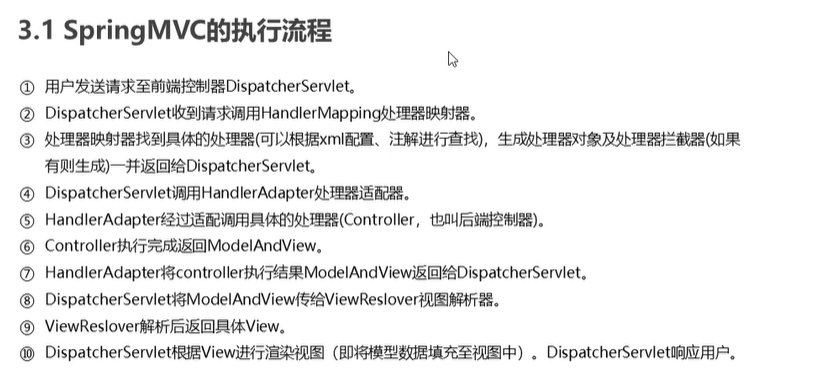 3.1 SpringMVC的执行流程
① 用户发送请求至前端控制器DispatcherServlet。
② DispatcherServlet收到请求调用HandlerMapping处理器映射器。
③ 处理器映射器找到具体的处理器(可以根据xml配置、注解进行查找)，生成处理器对象及处理器拦截器(如果
有则生成)一并返回给DispatcherServlet。
④ DispatcherServlet调用HandlerAdapter处理器适配器。
⑤ HandlerAdapter经过适配调用具体的处理器(Controller，也叫后端控制器)。
⑥ Controller执行完成返回ModelAndView。
⑦ HandlerAdapter将controller执行结果ModelAndView返回给DispatcherServlet。
⑧ DispatcherServlet将ModelAndView传给ViewReslover视图解析器。
⑨ ViewReslover解析后返回具体View。
⑩ DispatcherServlet根据View进行渲染视图（即将模型数据填充至视图中）。DispatcherServlet响应用户。